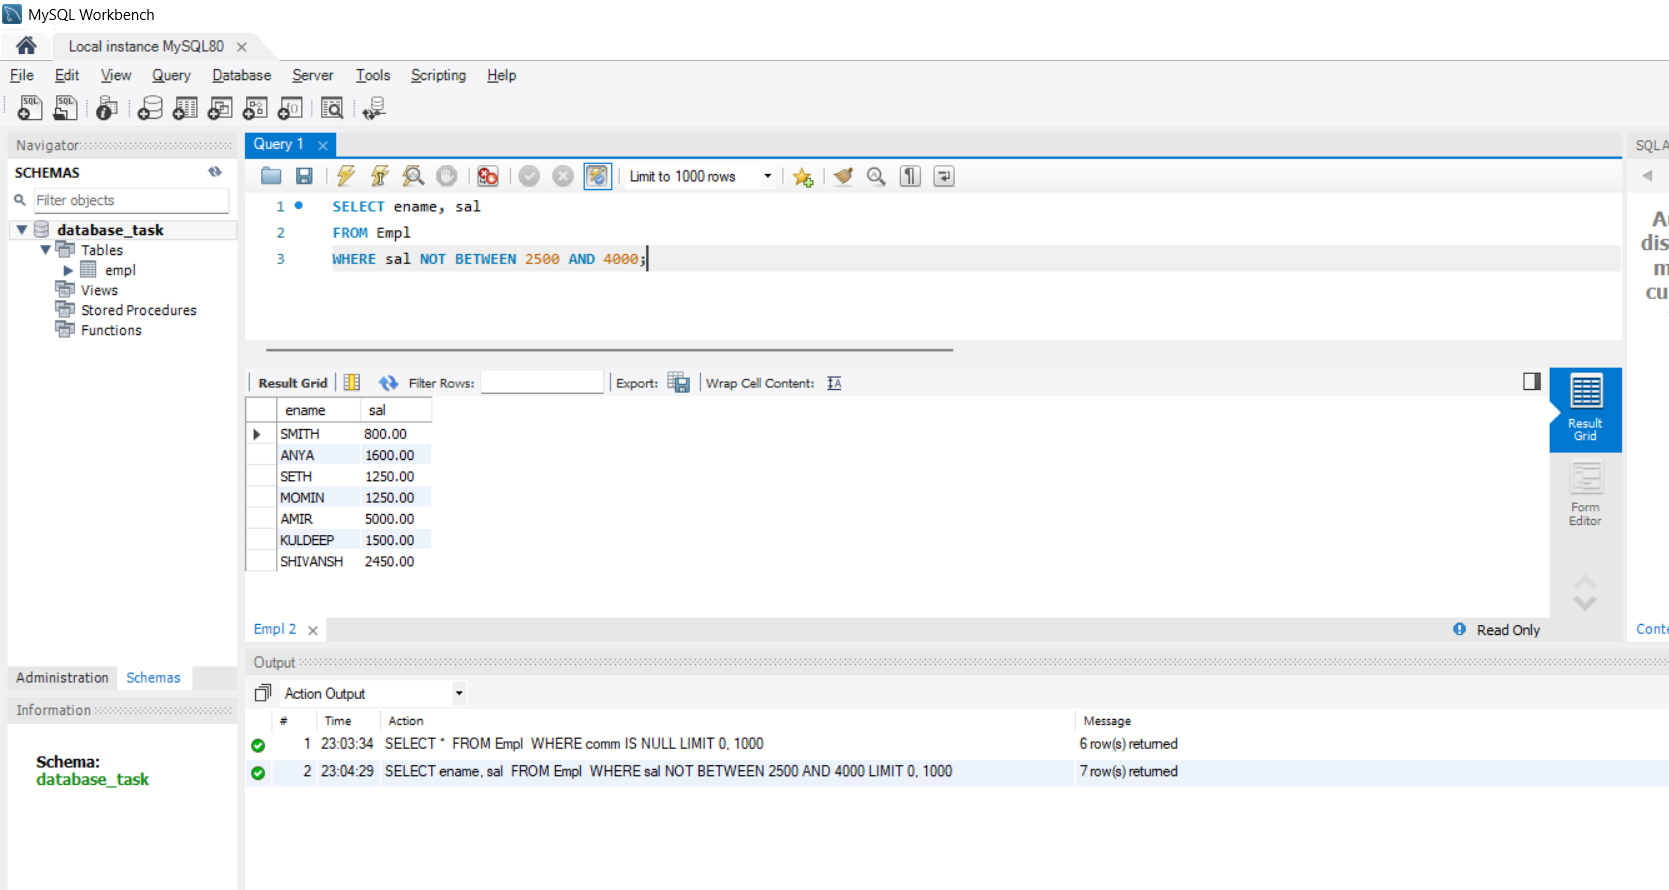 MySQL Workbench
Local instance MySQL80
File Edit View Query Database Server Tools Scripting Help
Navigator
SCHEMAS
Filter objects
database_task
Tables
empl
Views
Stored Procedures
Functions
Administration Schemas
Information
Schema:
database_task
Query 1
Limit to 1000 rows
1 SELECT ename, sal
2 FROM Empl
3 WHERE sal NOT BETWEEN 2500 AND 4000;
Result Grid Filter Rows: Export: Wrap Cell Content:
ename sal
SMITH 800.00
ANYA 1600.00
SETH 1250.00
MOMIN 1250.00
AMIR 5000.00
KULDEEP 1500.00
SHIVANSH 2450.00
Result
Grid
Form
Editor
Empl 2
Read Only
Output
Action Output
# Time Action Message
1 23:03:34 SELECT * FROM Empl WHERE comm IS NULL LIMIT 0, 1000 6 row(s) returned
2 23:04:29 SELECT ename, sal FROM Empl WHERE sal NOT BETWEEN 2500 AND 4000 LIMIT 0, 1000 7 row(s) returned